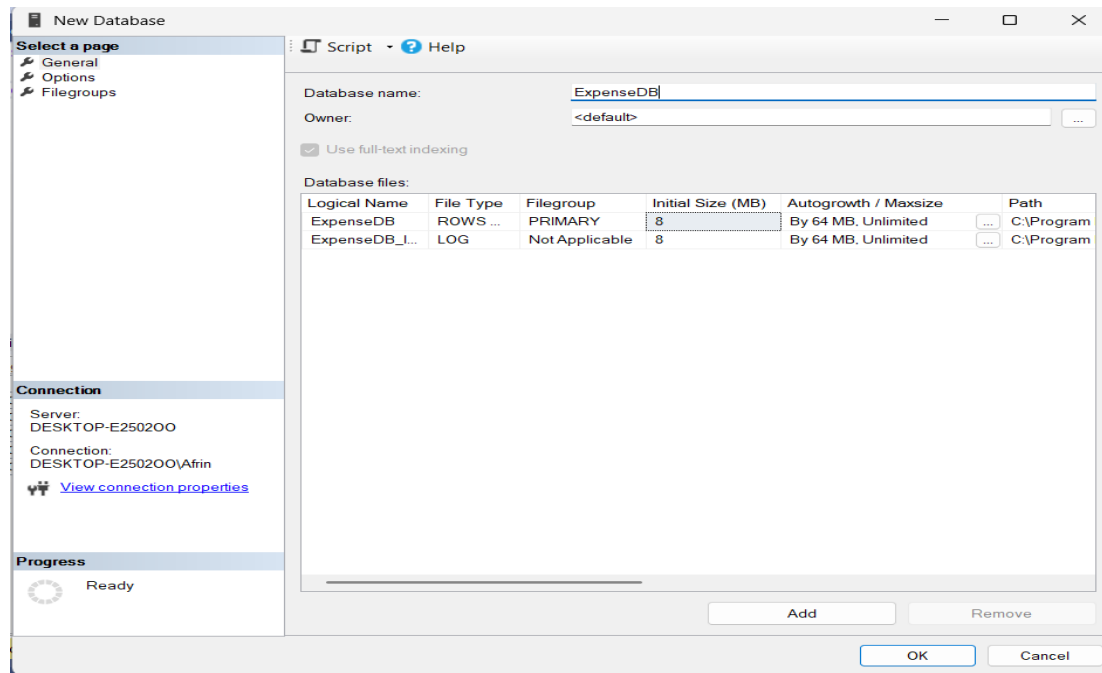 New Database
Select a page
General
Options
Filegroups
Script Help
Database name: ExpenseDB
Owner: <default> ...
Use full-text indexing
Database files:
Logical Name File Type Filegroup Initial Size (MB) Autogrowth / Maxsize Path
ExpenseDB ROWS ... PRIMARY 8 By 64 MB, Unlimited ... C:\Program
ExpenseDB_l... LOG Not Applicable 8 By 64 MB, Unlimited ... C:\Program
Connection
Server:
DESKTOP-E2502OO
Connection:
DESKTOP-E2502OO\Afrin
View connection properties
Progress
Ready
Add Remove
OK Cancel